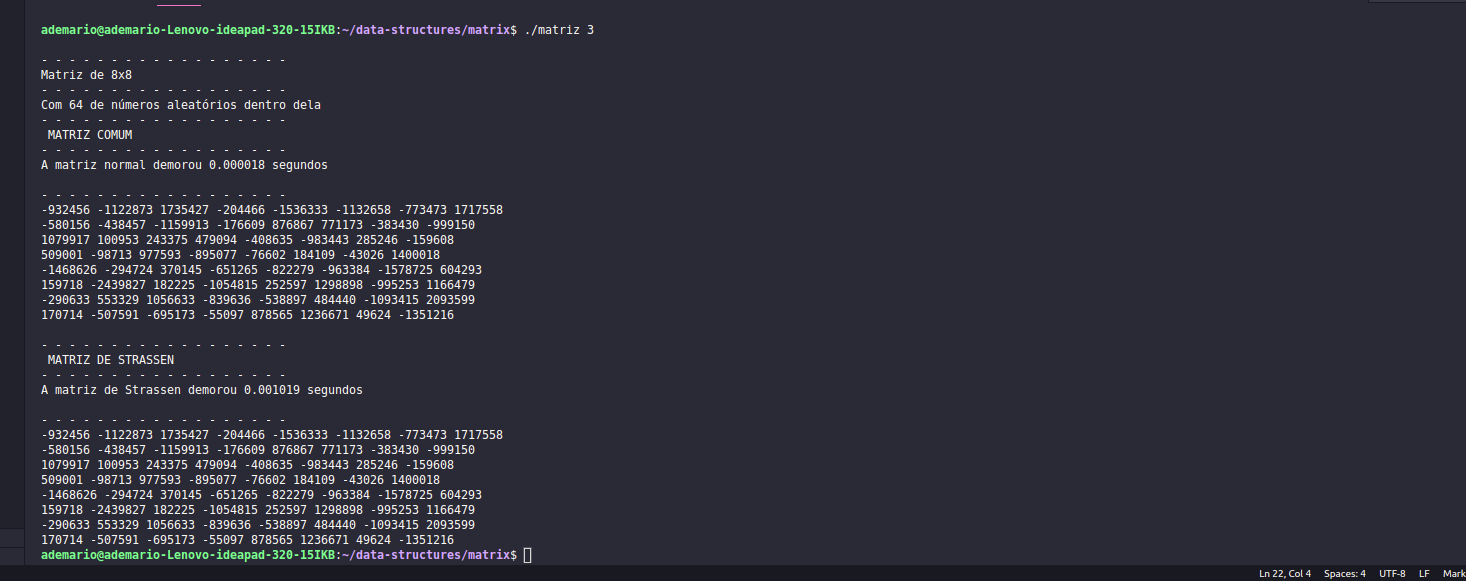 ademario@ademario-Lenovo-ideapad-320-15IKB:~/data-structures/matrix$ ./matriz 3
- - - - - - - - - - - - - - - - - -
Matriz de 8x8
- - - - - - - - - - - - - - - - - -
Com 64 de números aleatórios dentro dela
- - - - - - - - - - - - - - - - - -
MATRIZ COMUM
- - - - - - - - - - - - - - - - - -
A matriz normal demorou 0.000018 segundos
- - - - - - - - - - - - - - - - - -
-932456 -1122873 1735427 -204466 -1536333 -1132658 -773473 1717558
-580156 -438457 -1159913 -176609 876867 771173 -383430 -999150
1079917 100953 243375 479094 -408635 -983443 285246 -159608
509001 -98713 977593 -895077 -76602 184109 -43026 1400018
-1468626 -294724 370145 -651265 -822279 -963384 -1578725 604293
159718 -2439827 182225 -1054815 252597 1298898 -995253 1166479
-290633 553329 1056633 -839636 -538897 484440 -1093415 2093599
170714 -507591 -695173 -55097 878565 1236671 49624 -1351216
- - - - - - - - - - - - - - - - - -
MATRIZ DE STRASSEN
- - - - - - - - - - - - - - - - - -
A matriz de Strassen demorou 0.001019 segundos
- - - - - - - - - - - - - - - - - -
-932456 -1122873 1735427 -204466 -1536333 -1132658 -773473 1717558
-580156 -438457 -1159913 -176609 876867 771173 -383430 -999150
1079917 100953 243375 479094 -408635 -983443 285246 -159608
509001 -98713 977593 -895077 -76602 184109 -43026 1400018
-1468626 -294724 370145 -651265 -822279 -963384 -1578725 604293
159718 -2439827 182225 -1054815 252597 1298898 -995253 1166479
-290633 553329 1056633 -839636 -538897 484440 -1093415 2093599
170714 -507591 -695173 -55097 878565 1236671 49624 -1351216
ademario@ademario-Lenovo-ideapad-320-15IKB:~/data-structures/matrix$
Ln 22, Col 4 Spaces: 4 UTF-8 LF Mark